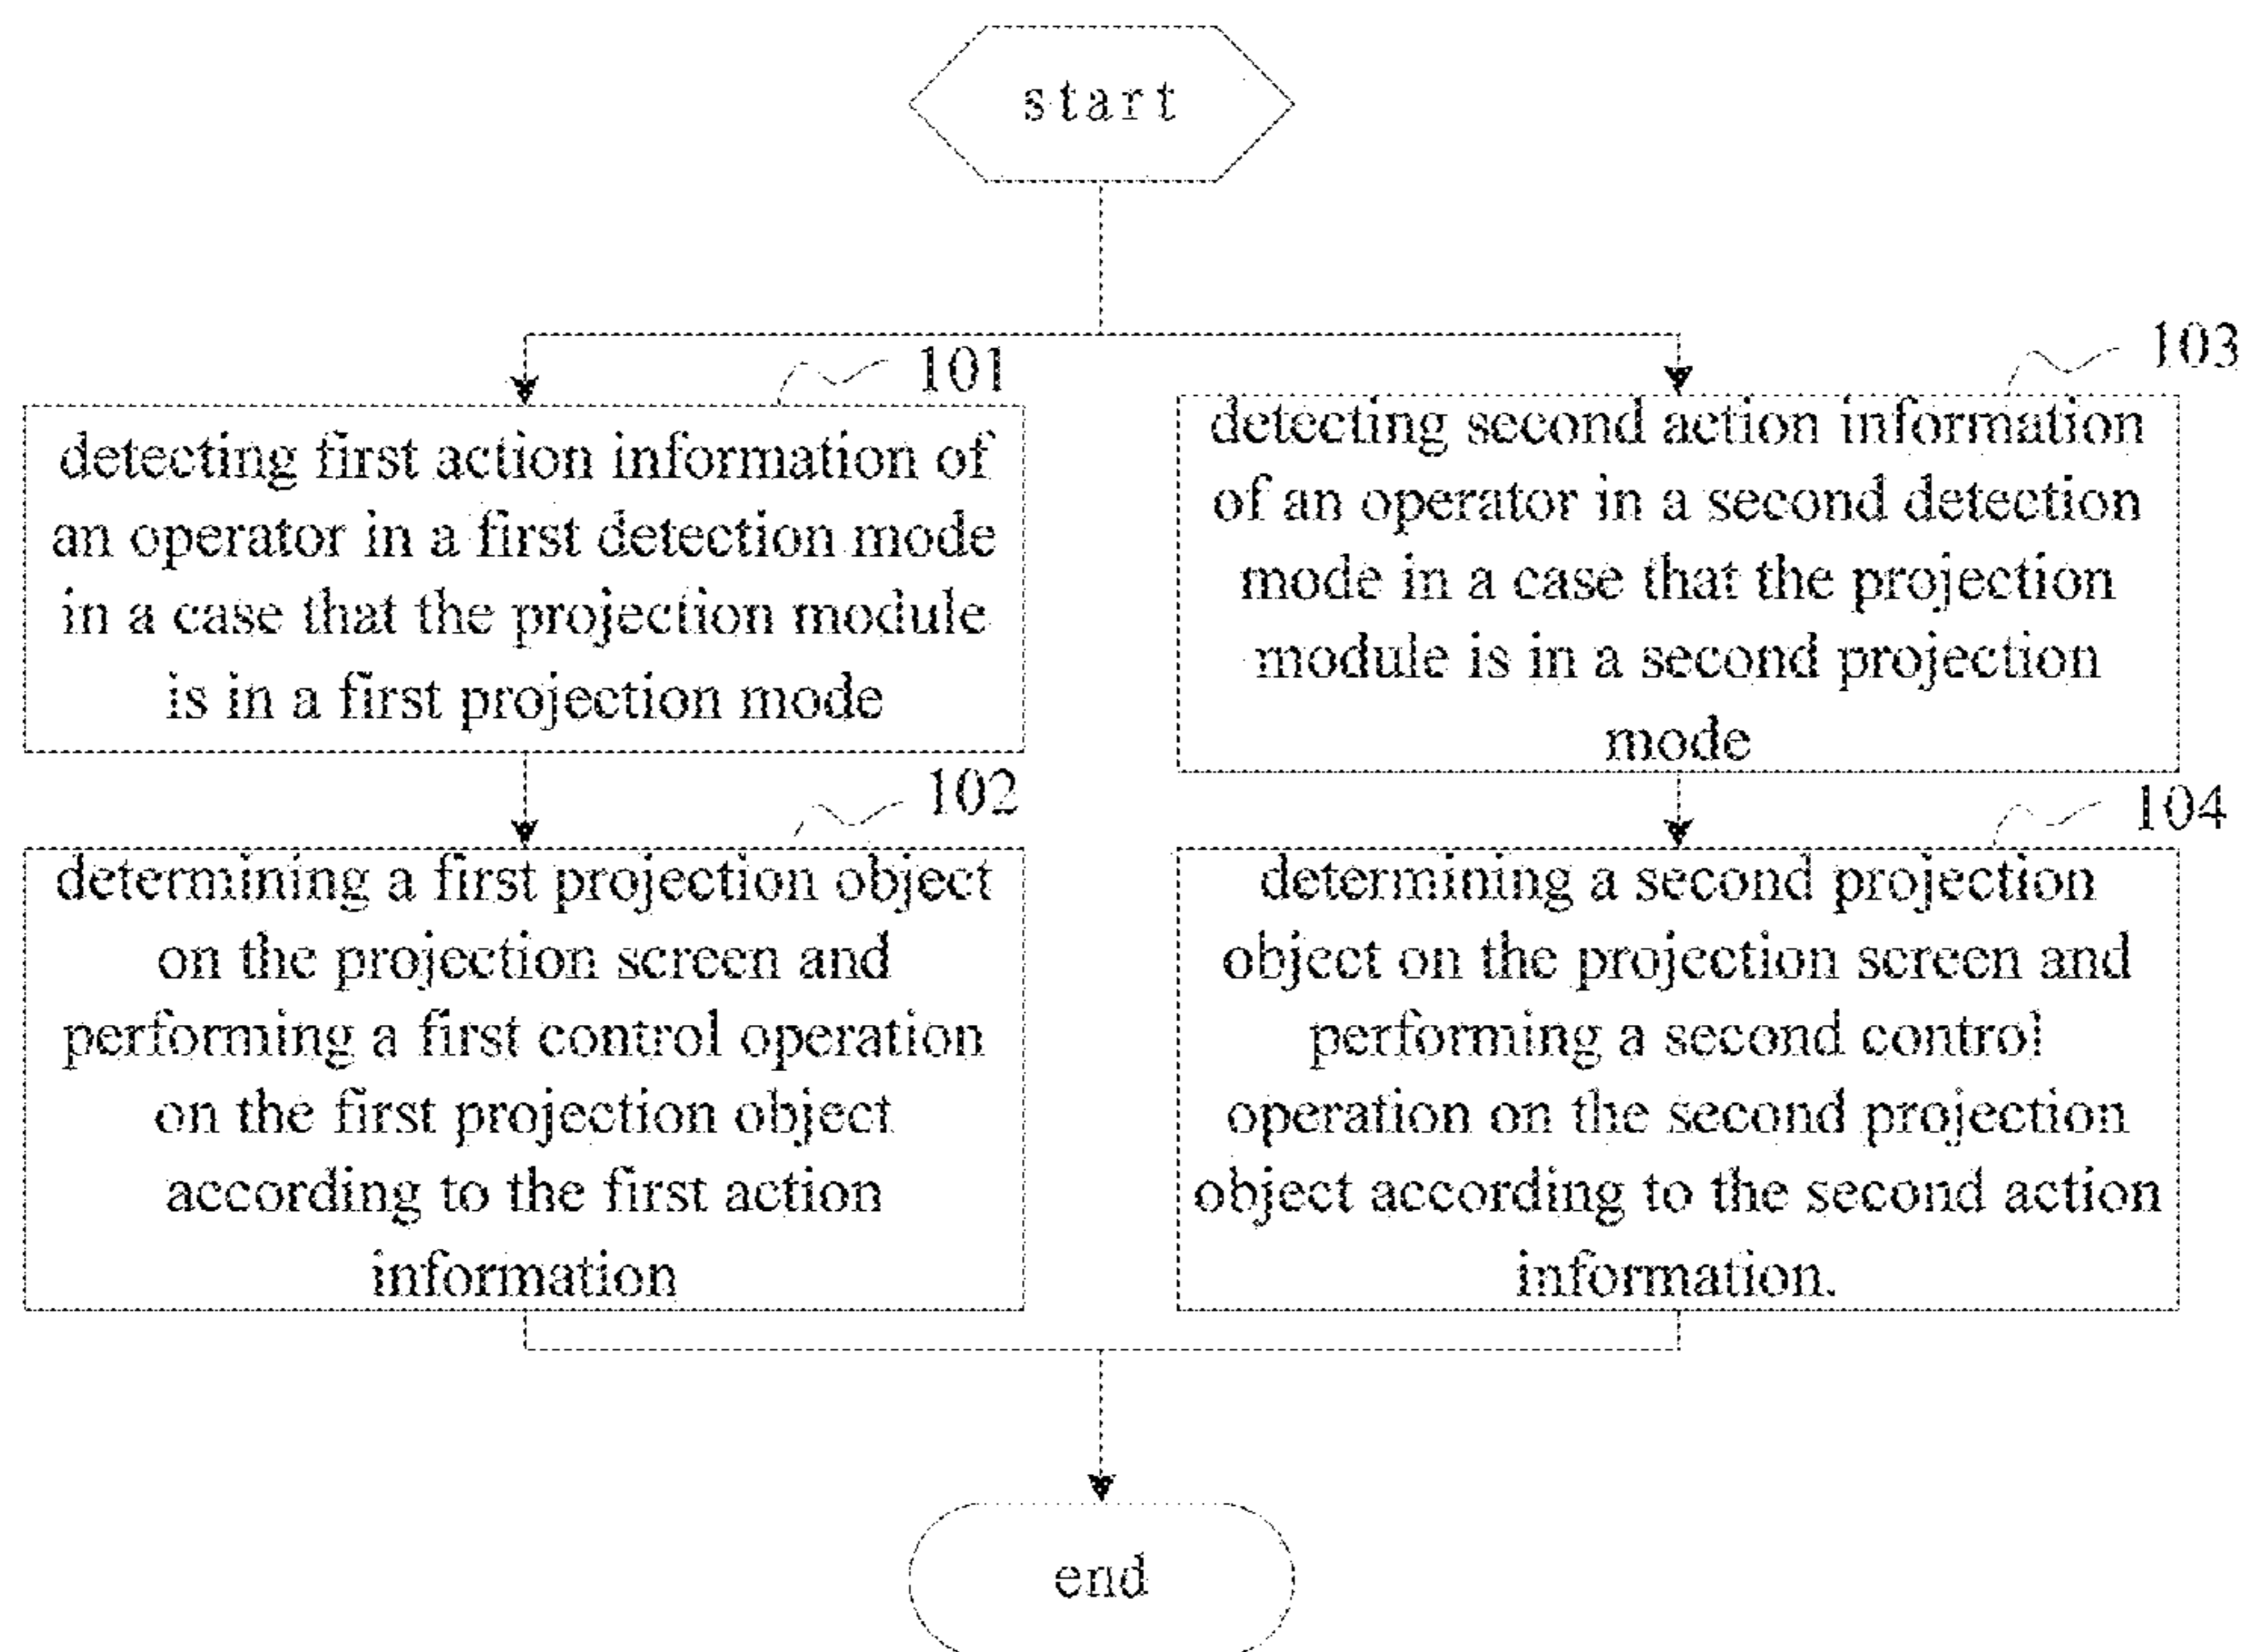 start
101
detecting first action information of
an operator in a first detection mode
in a case that the projection module
is in a first projection mode
102
determining a first projection object
on the projection screen and
performing a first control operation
on the first projection object
according to the first action
information
103
detecting second action information
of an operator in a second detection
mode in a case that the projection
module is in a second projection
mode
104
determining a second projection
object on the projection screen and
performing a second control
operation on the second projection
object according to the second action
information.
end